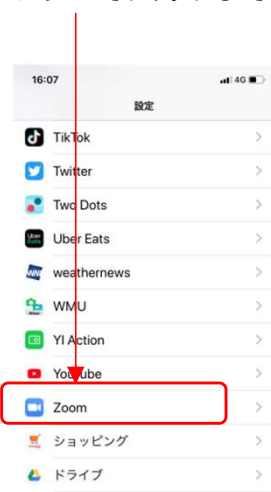 16:07
4G
設定
TikTok
Twitter
Two Dots
Uber Eats
weathernews
WMU
YI Action
YouTube
Zoom
ショッピング
ドライブ